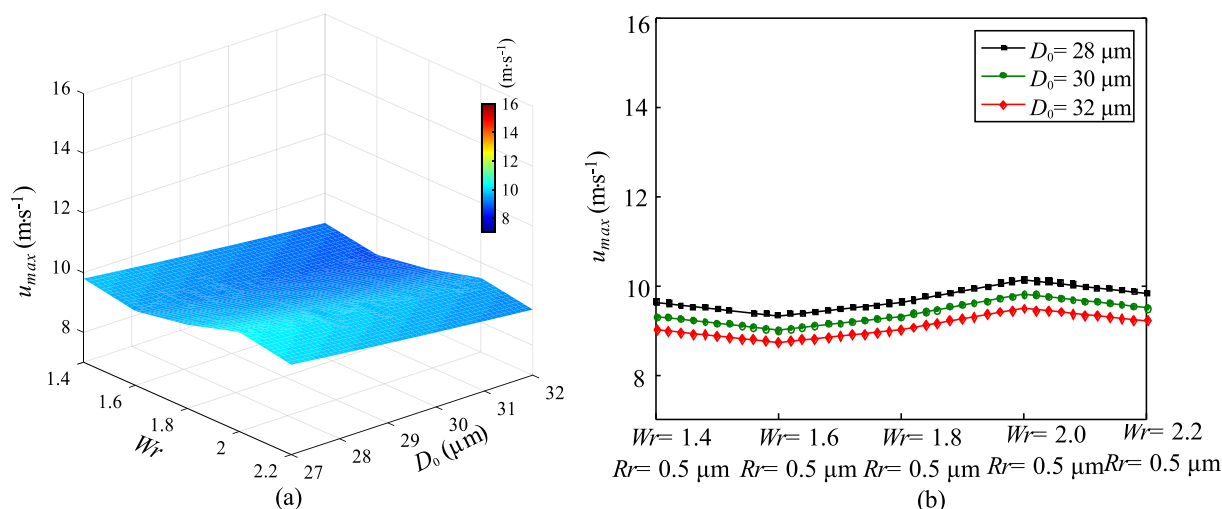 (m·s⁻¹)
16
14
12
10
8
u_max (m·s⁻¹)
16
14
12
10
8
1.4
1.6
1.8
2
2.2
Wr
27
28
29
30
31
32
D₀ (μm)
(a)
16
14
12
10
8
u_max (m·s⁻¹)
D₀= 28 μm
D₀= 30 μm
D₀= 32 μm
Wr= 1.4 Wr= 1.6 Wr= 1.8 Wr= 2.0 Wr= 2.2
Rr= 0.5 μm Rr= 0.5 μm Rr= 0.5 μm Rr= 0.5 μm Rr= 0.5 μm
(b)